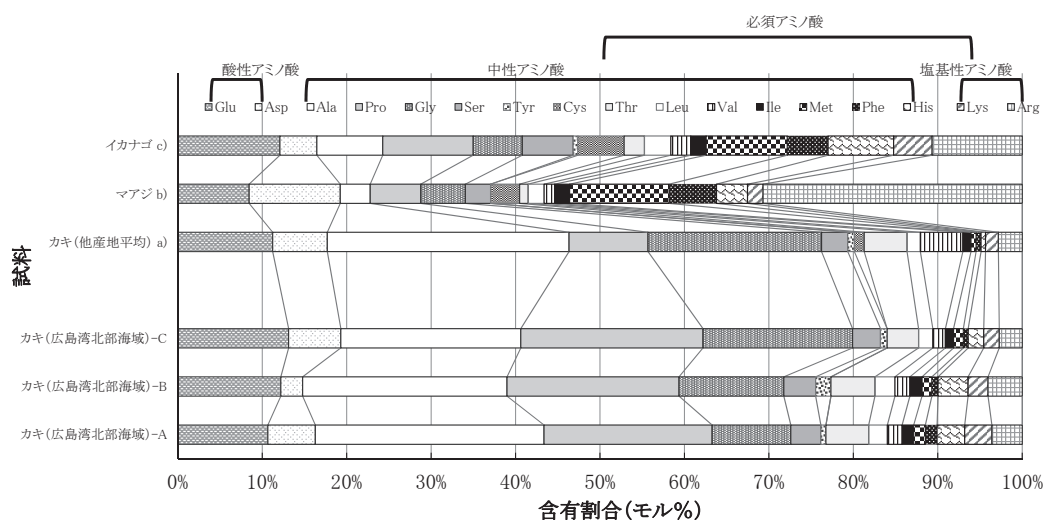 必須アミノ酸
酸性アミノ酸 中性アミノ酸 塩基性アミノ酸
Glu Asp Ala Pro Gly Ser Tyr Cys Thr Leu Val Ile Met Phe His Lys Arg
イカナゴ c)
マアジ b)
カキ(他産地平均) a)
カキ(広島湾北部海域)-C
カキ(広島湾北部海域)-B
カキ(広島湾北部海域)-A
試料
0% 10% 20% 30% 40% 50% 60% 70% 80% 90% 100%
含有割合(モル%)